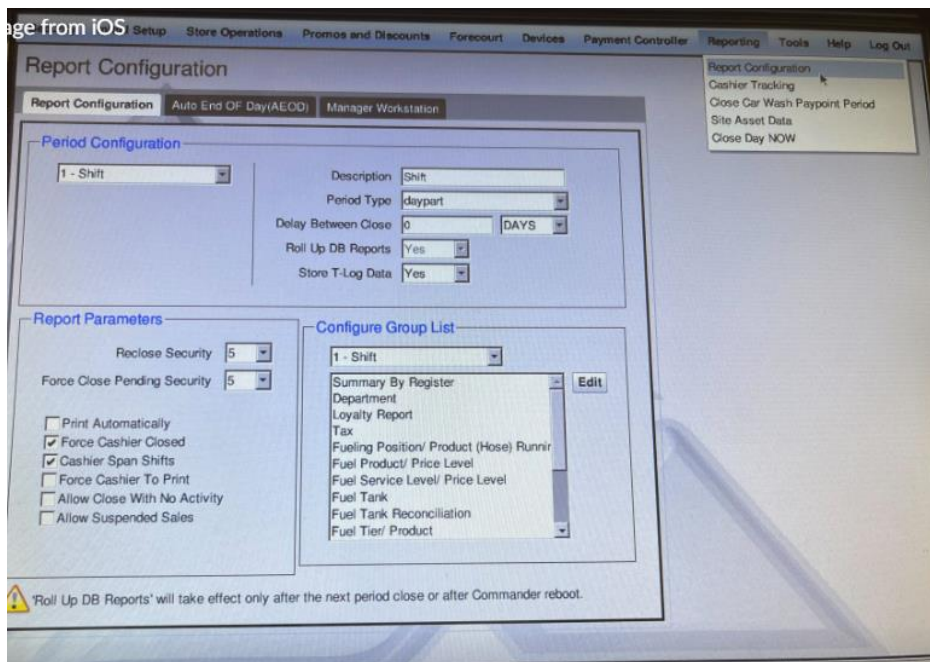 age from iOS
Setup Store Operations Promos and Discounts Forecourt Devices Payment Controller Reporting Tools Help Log Out
Report Configuration
Report Configuration
Cashier Tracking
Close Car Wash Paypoint Period
Site Asset Data
Close Day NOW
Report Configuration Auto End OF Day(AEOD) Manager Workstation
Period Configuration
1 - Shift
Description Shift
Period Type daypart
Delay Between Close 0 DAYS
Roll Up DB Reports Yes
Store T-Log Data Yes
Report Parameters
Reclose Security 5
Force Close Pending Security 5
Print Automatically
Force Cashier Closed
Cashier Span Shifts
Force Cashier To Print
Allow Close With No Activity
Allow Suspended Sales
Configure Group List
1 - Shift
Edit
Summary By Register
Department
Loyalty Report
Tax
Fueling Position/ Product (Hose) Runnir
Fuel Product/ Price Level
Fuel Service Level/ Price Level
Fuel Tank
Fuel Tank Reconciliation
Fuel Tier/ Product
'Roll Up DB Reports' will take effect only after the next period close or after Commander reboot.